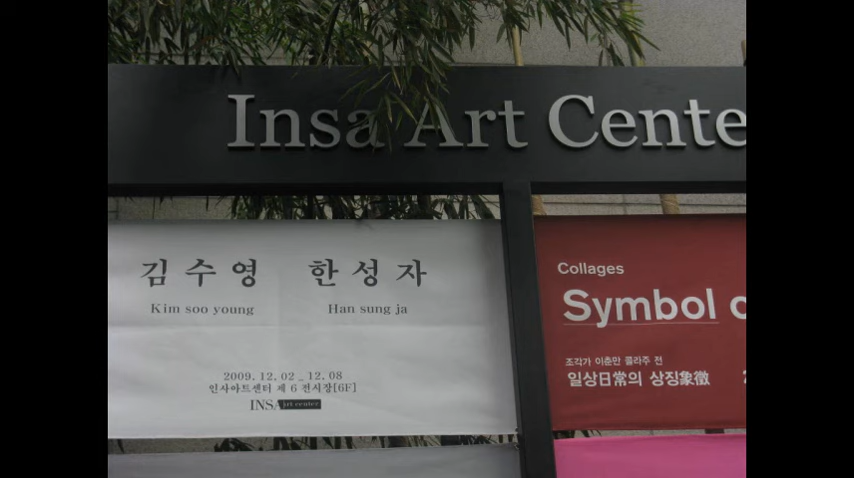 Insa Art Cente
김 수 영 한 성 자
Kim soo young Han sung ja
2009. 12. 02 _ 12. 08
인사아트센터 제 6 전시장[6F]
INSA art center
Collages
Symbol o
조각가 이춘만 콜라주 전
일상日常의 상징象徵